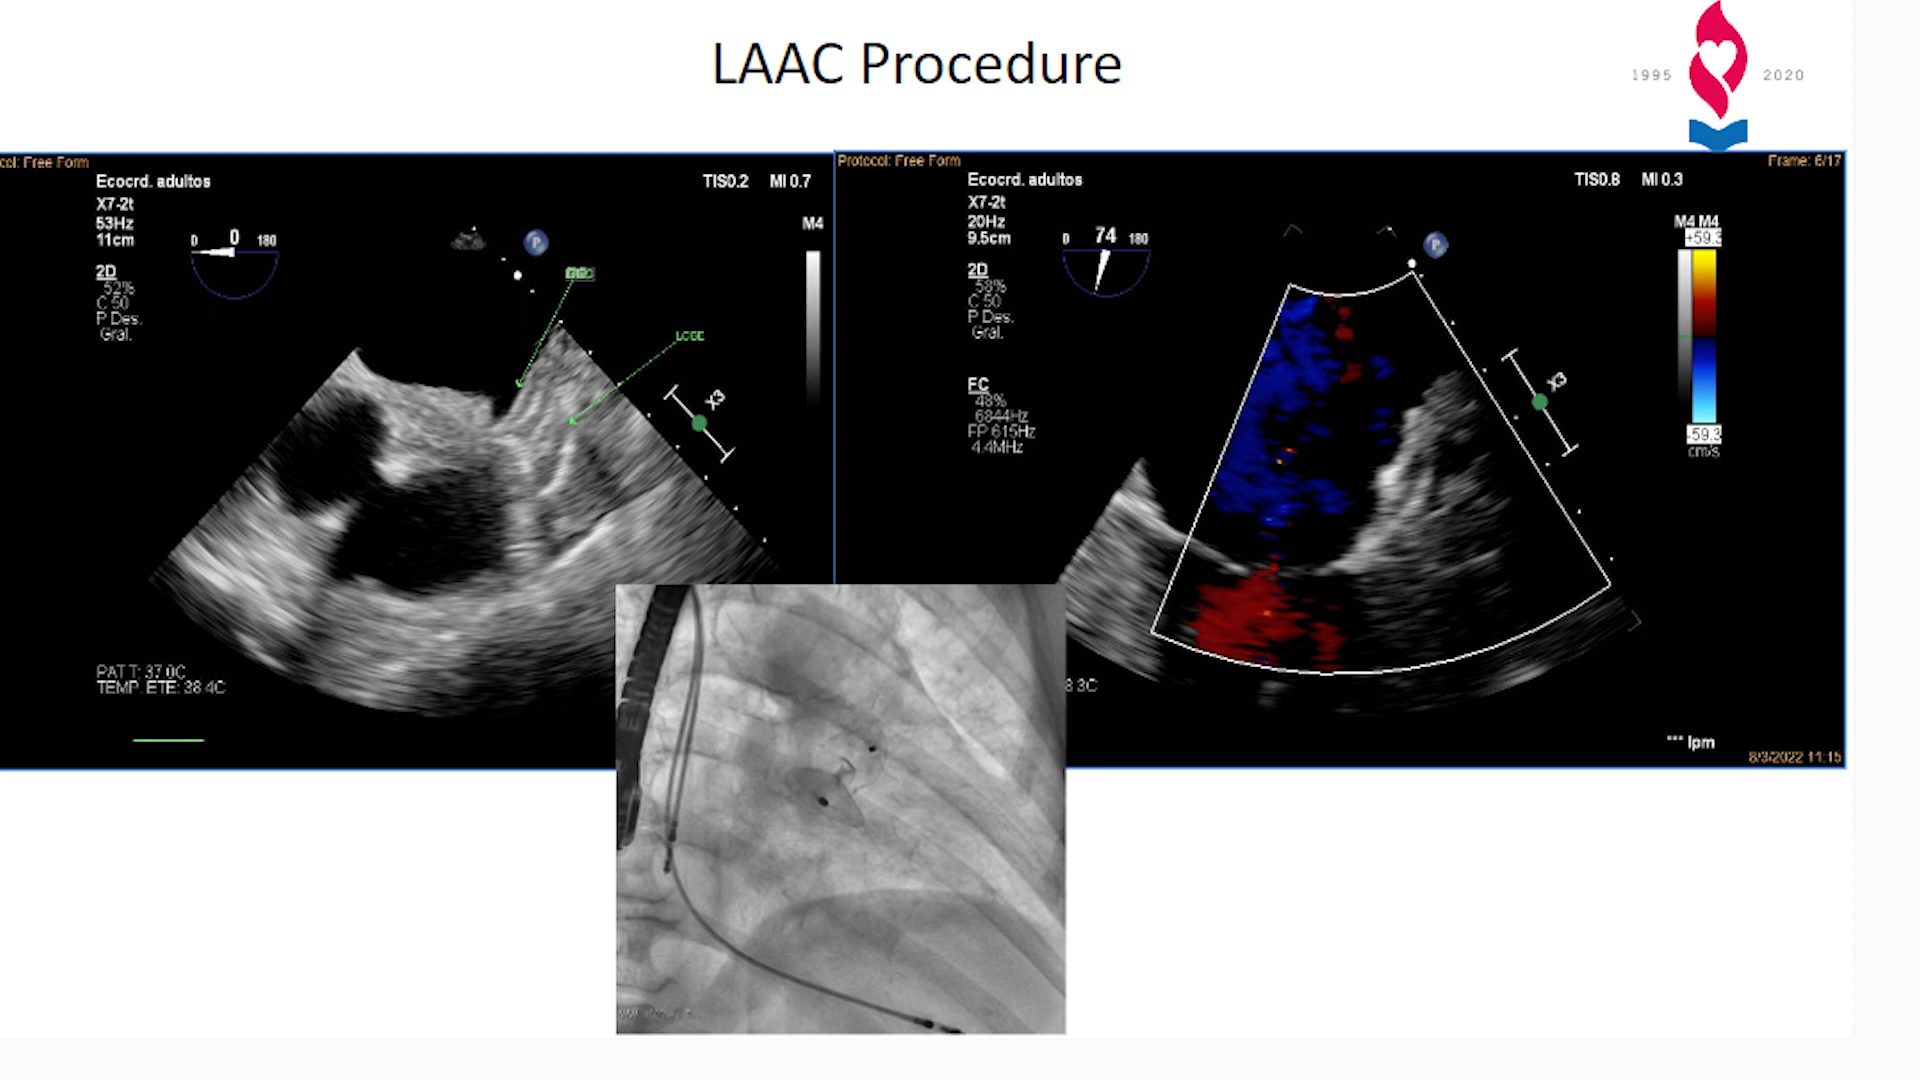 LAAC Procedure
1995 2020
col: Free Form
Ecocrd. adultos
TIS0.2 MI 0.7
X7-2t
53Hz
11cm
M4
0 0 180
2D
52%
C 50
P Des.
Gral.
LOBE
X3
PAT T: 37.0C
TEMP. ETE: 38.4C
Protocol: Free Form
Frame: 6/17
Ecocrd. adultos
TIS0.8 MI 0.3
X7-2t
20Hz
9.5cm
M4 M4
+59.3
0 74 180
2D
58%
C 50
P Des.
Gral.
FC
48%
6844Hz
FP 615Hz
4.4MHz
X3
-59.3
cm/s
8 3C
*** lpm
8/3/2022 11:15